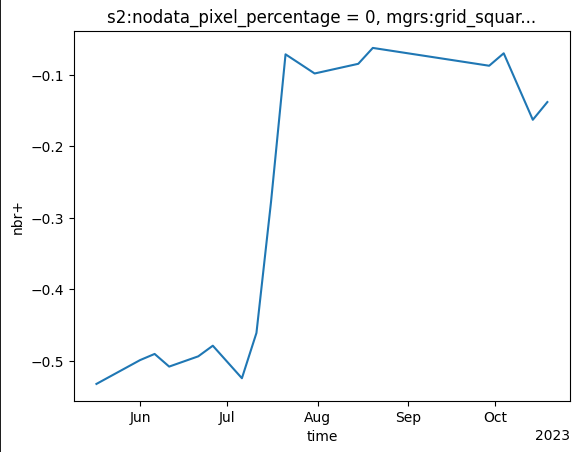 s2:nodata_pixel_percentage = 0, mgrs:grid_squar...
−0.1
−0.2
−0.3
−0.4
−0.5
nbr+
Jun Jul Aug Sep Oct
time
2023